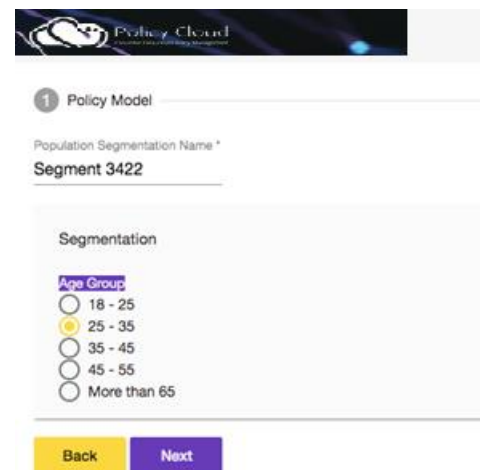 Policy Cloud
1 Policy Model
Population Segmentation Name *
Segment 3422
Segmentation
Age Group
18 - 25
25 - 35
35 - 45
45 - 55
More than 65
Back Next